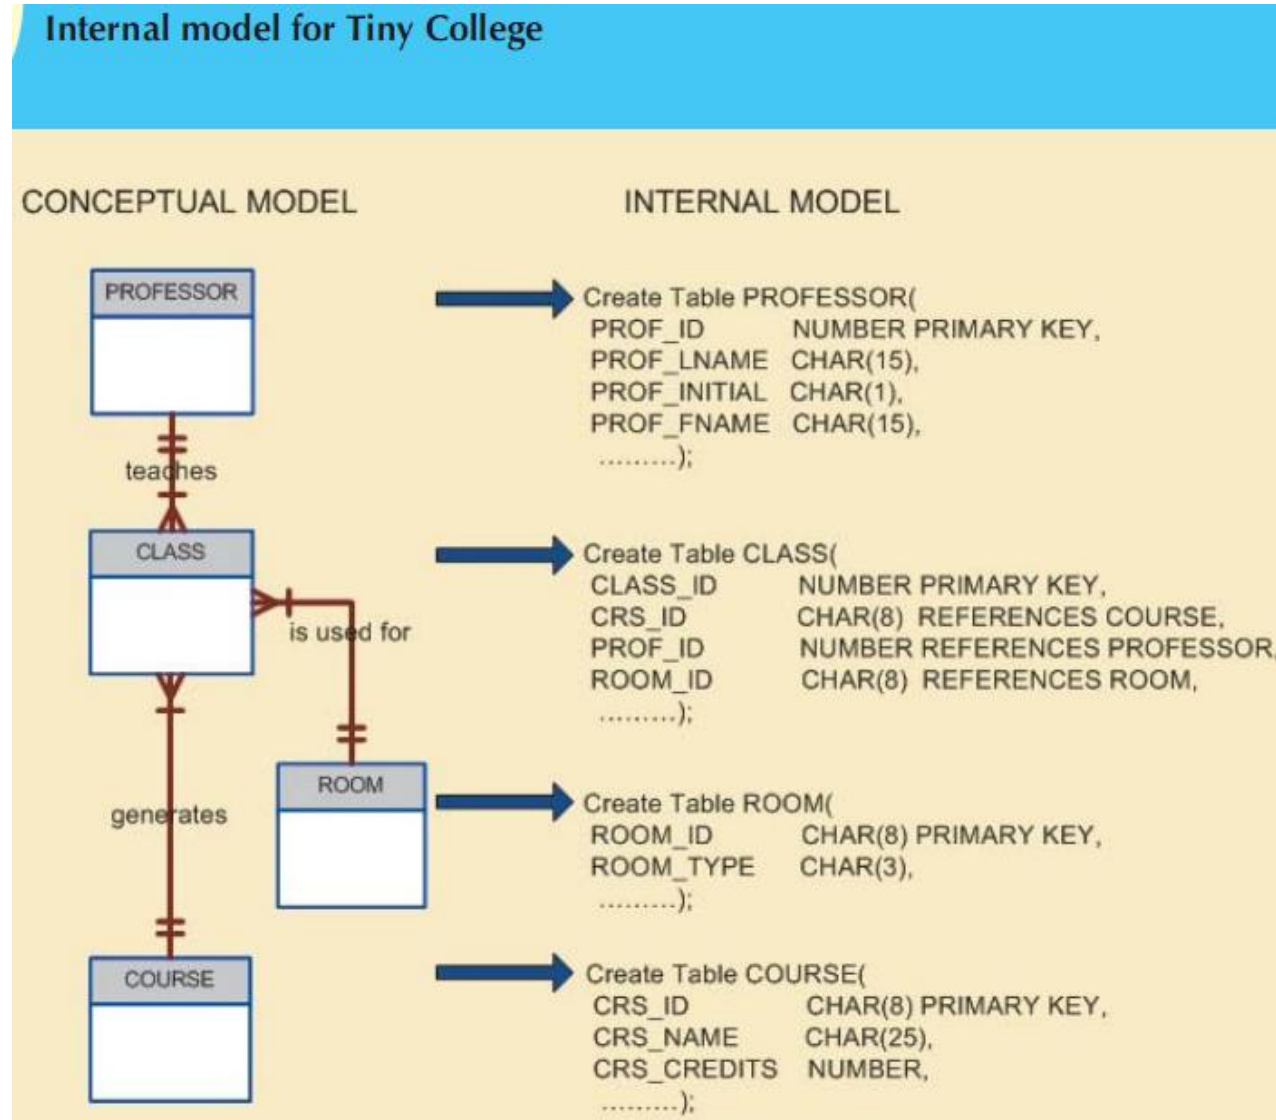 Internal model for Tiny College
CONCEPTUAL MODEL
INTERNAL MODEL
PROFESSOR
teaches
CLASS
is used for
ROOM
generates
COURSE
Create Table PROFESSOR(
PROF_ID NUMBER PRIMARY KEY,
PROF_LNAME CHAR(15),
PROF_INITIAL CHAR(1),
PROF_FNAME CHAR(15),
.........);
Create Table CLASS(
CLASS_ID NUMBER PRIMARY KEY,
CRS_ID CHAR(8) REFERENCES COURSE,
PROF_ID NUMBER REFERENCES PROFESSOR,
ROOM_ID CHAR(8) REFERENCES ROOM,
.........);
Create Table ROOM(
ROOM_ID CHAR(8) PRIMARY KEY,
ROOM_TYPE CHAR(3),
.........);
Create Table COURSE(
CRS_ID CHAR(8) PRIMARY KEY,
CRS_NAME CHAR(25),
CRS_CREDITS NUMBER,
.........);